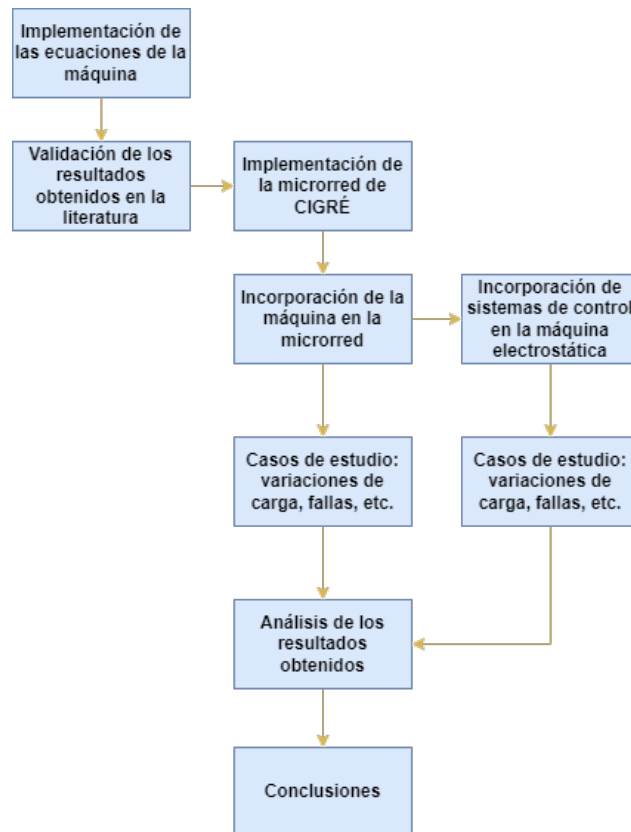 Implementación de
las ecuaciones de la
máquina
Validación de los
resultados
obtenidos en la
literatura
Implementación de
la microrred de
CIGRÉ
Incorporación de la
máquina en la
microrred
Incorporación de
sistemas de control
en la máquina
electrostática
Casos de estudio:
variaciones de
carga, fallas, etc.
Casos de estudio:
variaciones de
carga, fallas, etc.
Análisis de los
resultados
obtenidos
Conclusiones